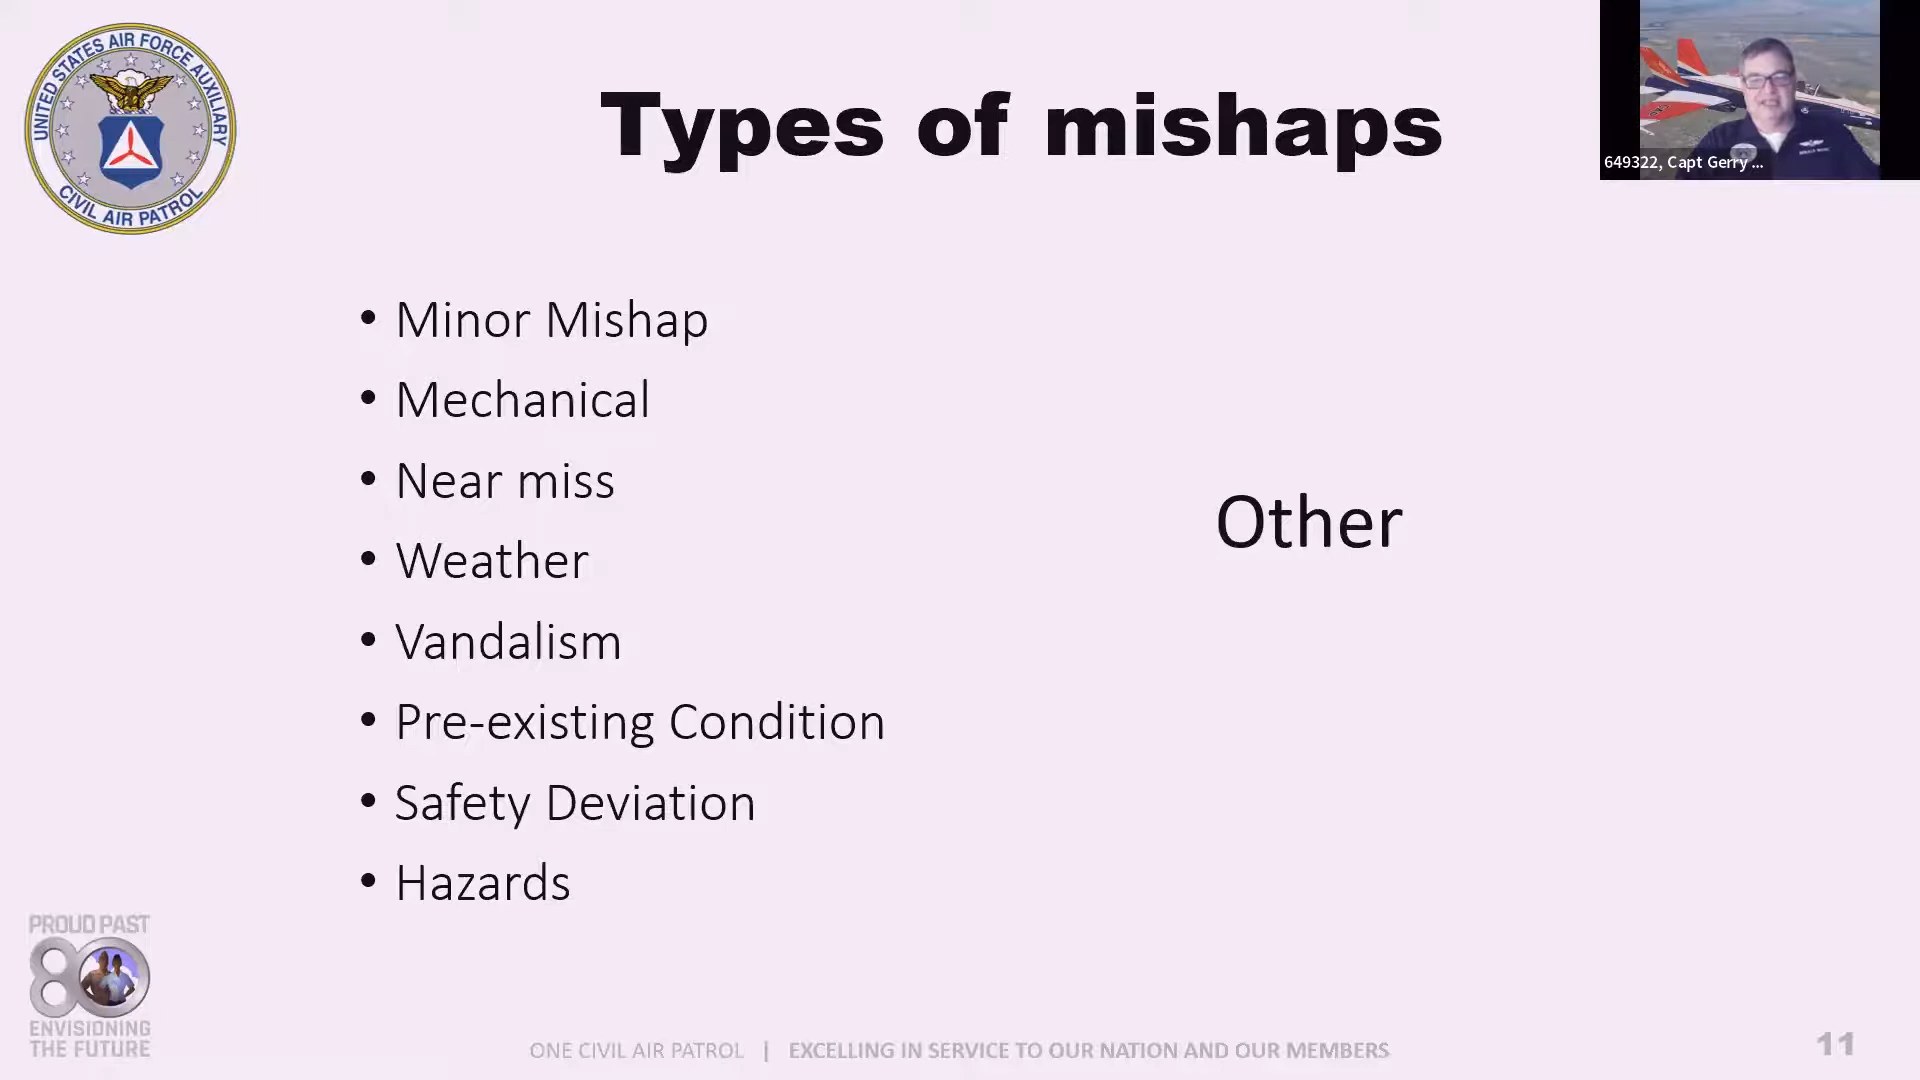 UNITED STATES AIR FORCE AUXILIARY
CIVIL AIR PATROL
Types of mishaps
649322, Capt Gerry ...
• Minor Mishap
• Mechanical
• Near miss
• Weather
• Vandalism
• Pre-existing Condition
• Safety Deviation
• Hazards
Other
PROUD PAST
80
ENVISIONING
THE FUTURE
ONE CIVIL AIR PATROL | EXCELLING IN SERVICE TO OUR NATION AND OUR MEMBERS
11